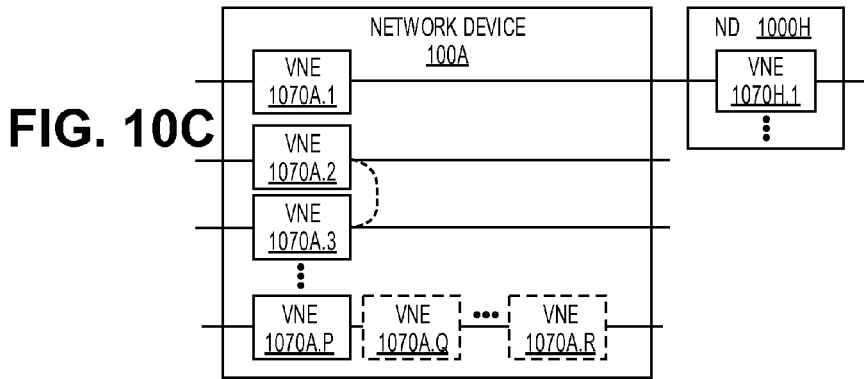 FIG. 10C
NETWORK DEVICE
100A
VNE
1070A.1
VNE
1070A.2
VNE
1070A.3
VNE
1070A.P
VNE
1070A.Q
VNE
1070A.R
ND 1000H
VNE
1070H.1